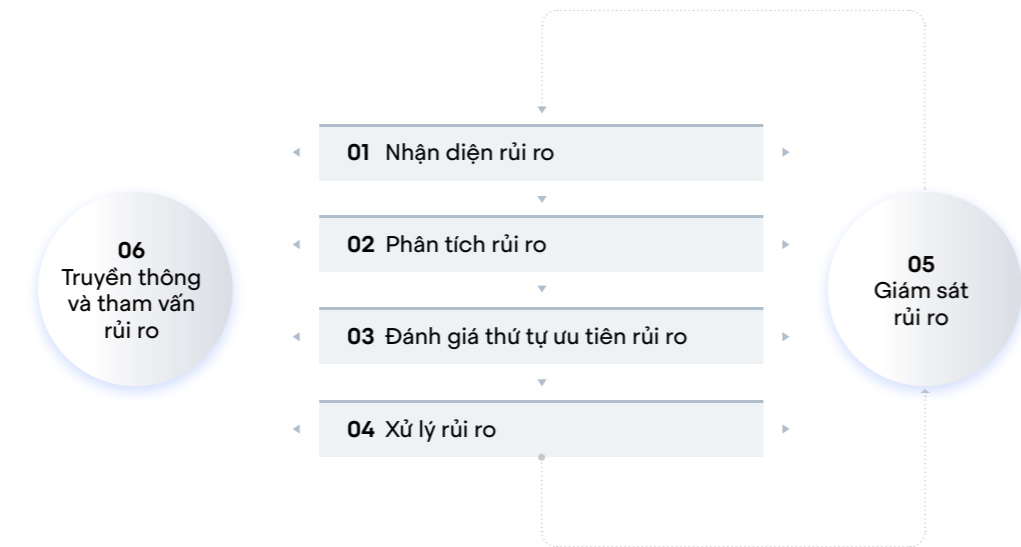 01 Nhận diện rủi ro
02 Phân tích rủi ro
03 Đánh giá thứ tự ưu tiên rủi ro
04 Xử lý rủi ro
05
Giám sát
rủi ro
06
Truyền thông
và tham vấn
rủi ro